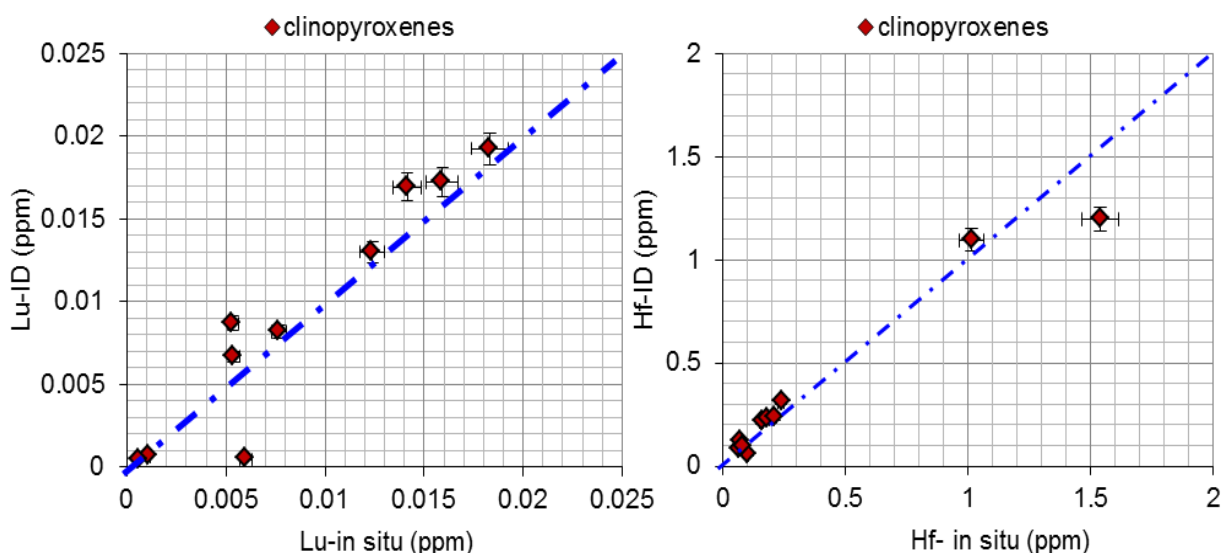 clinopyroxenes
0.025
0.02
0.015
0.01
0.005
0
Lu-ID (ppm)
0 0.005 0.01 0.015 0.02 0.025
Lu-in situ (ppm)
clinopyroxenes
2
1.5
1
0.5
0
Hf-ID (ppm)
0 0.5 1 1.5 2
Hf- in situ (ppm)